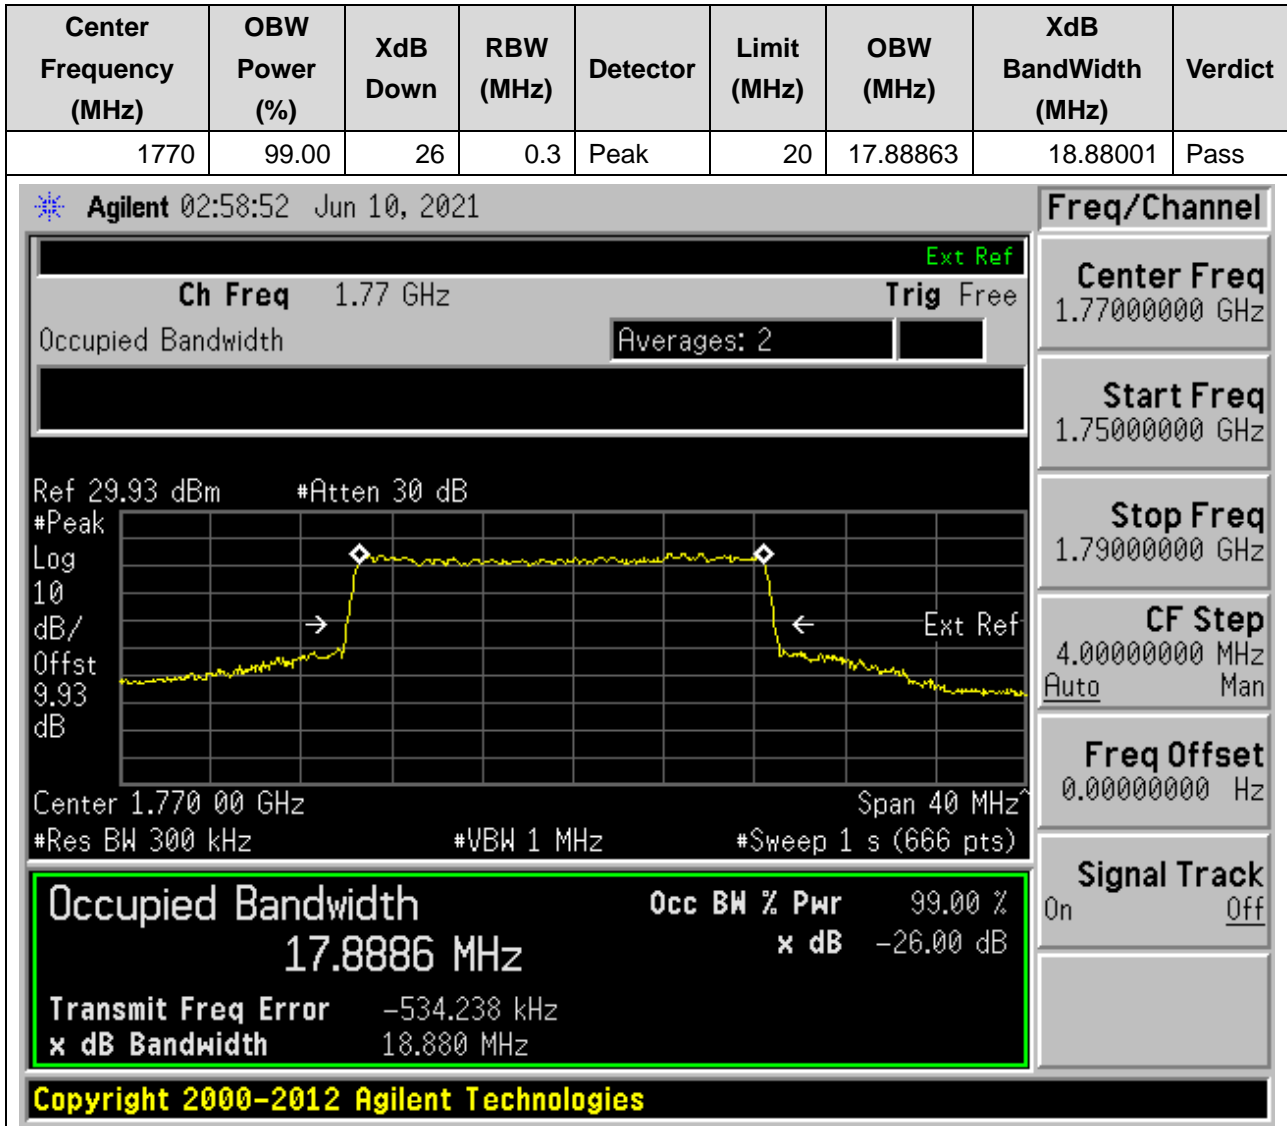 Center Frequency (MHz) OBW Power (%) XdB Down RBW (MHz) Detector Limit (MHz) OBW (MHz) XdB BandWidth (MHz) Verdict
1770 99.00 26 0.3 Peak 20 17.88863 18.88001 Pass
Agilent 02:58:52 Jun 10, 2021
Ext Ref
Ch Freq 1.77 GHz Trig Free
Occupied Bandwidth Averages: 2
Ref 29.93 dBm #Atten 30 dB
#Peak
Log
10
dB/
Offst
9.93
dB
Ext Ref
Center 1.770 00 GHz Span 40 MHz^
#Res BW 300 kHz #VBW 1 MHz #Sweep 1 s (666 pts)
Occupied Bandwidth Occ BW % Pwr 99.00 %
17.8886 MHz x dB -26.00 dB
Transmit Freq Error -534.238 kHz
x dB Bandwidth 18.880 MHz
Copyright 2000-2012 Agilent Technologies
Freq/Channel
Center Freq
1.77000000 GHz
Start Freq
1.75000000 GHz
Stop Freq
1.79000000 GHz
CF Step
4.00000000 MHz
Auto Man
Freq Offset
0.00000000 Hz
Signal Track
On Off